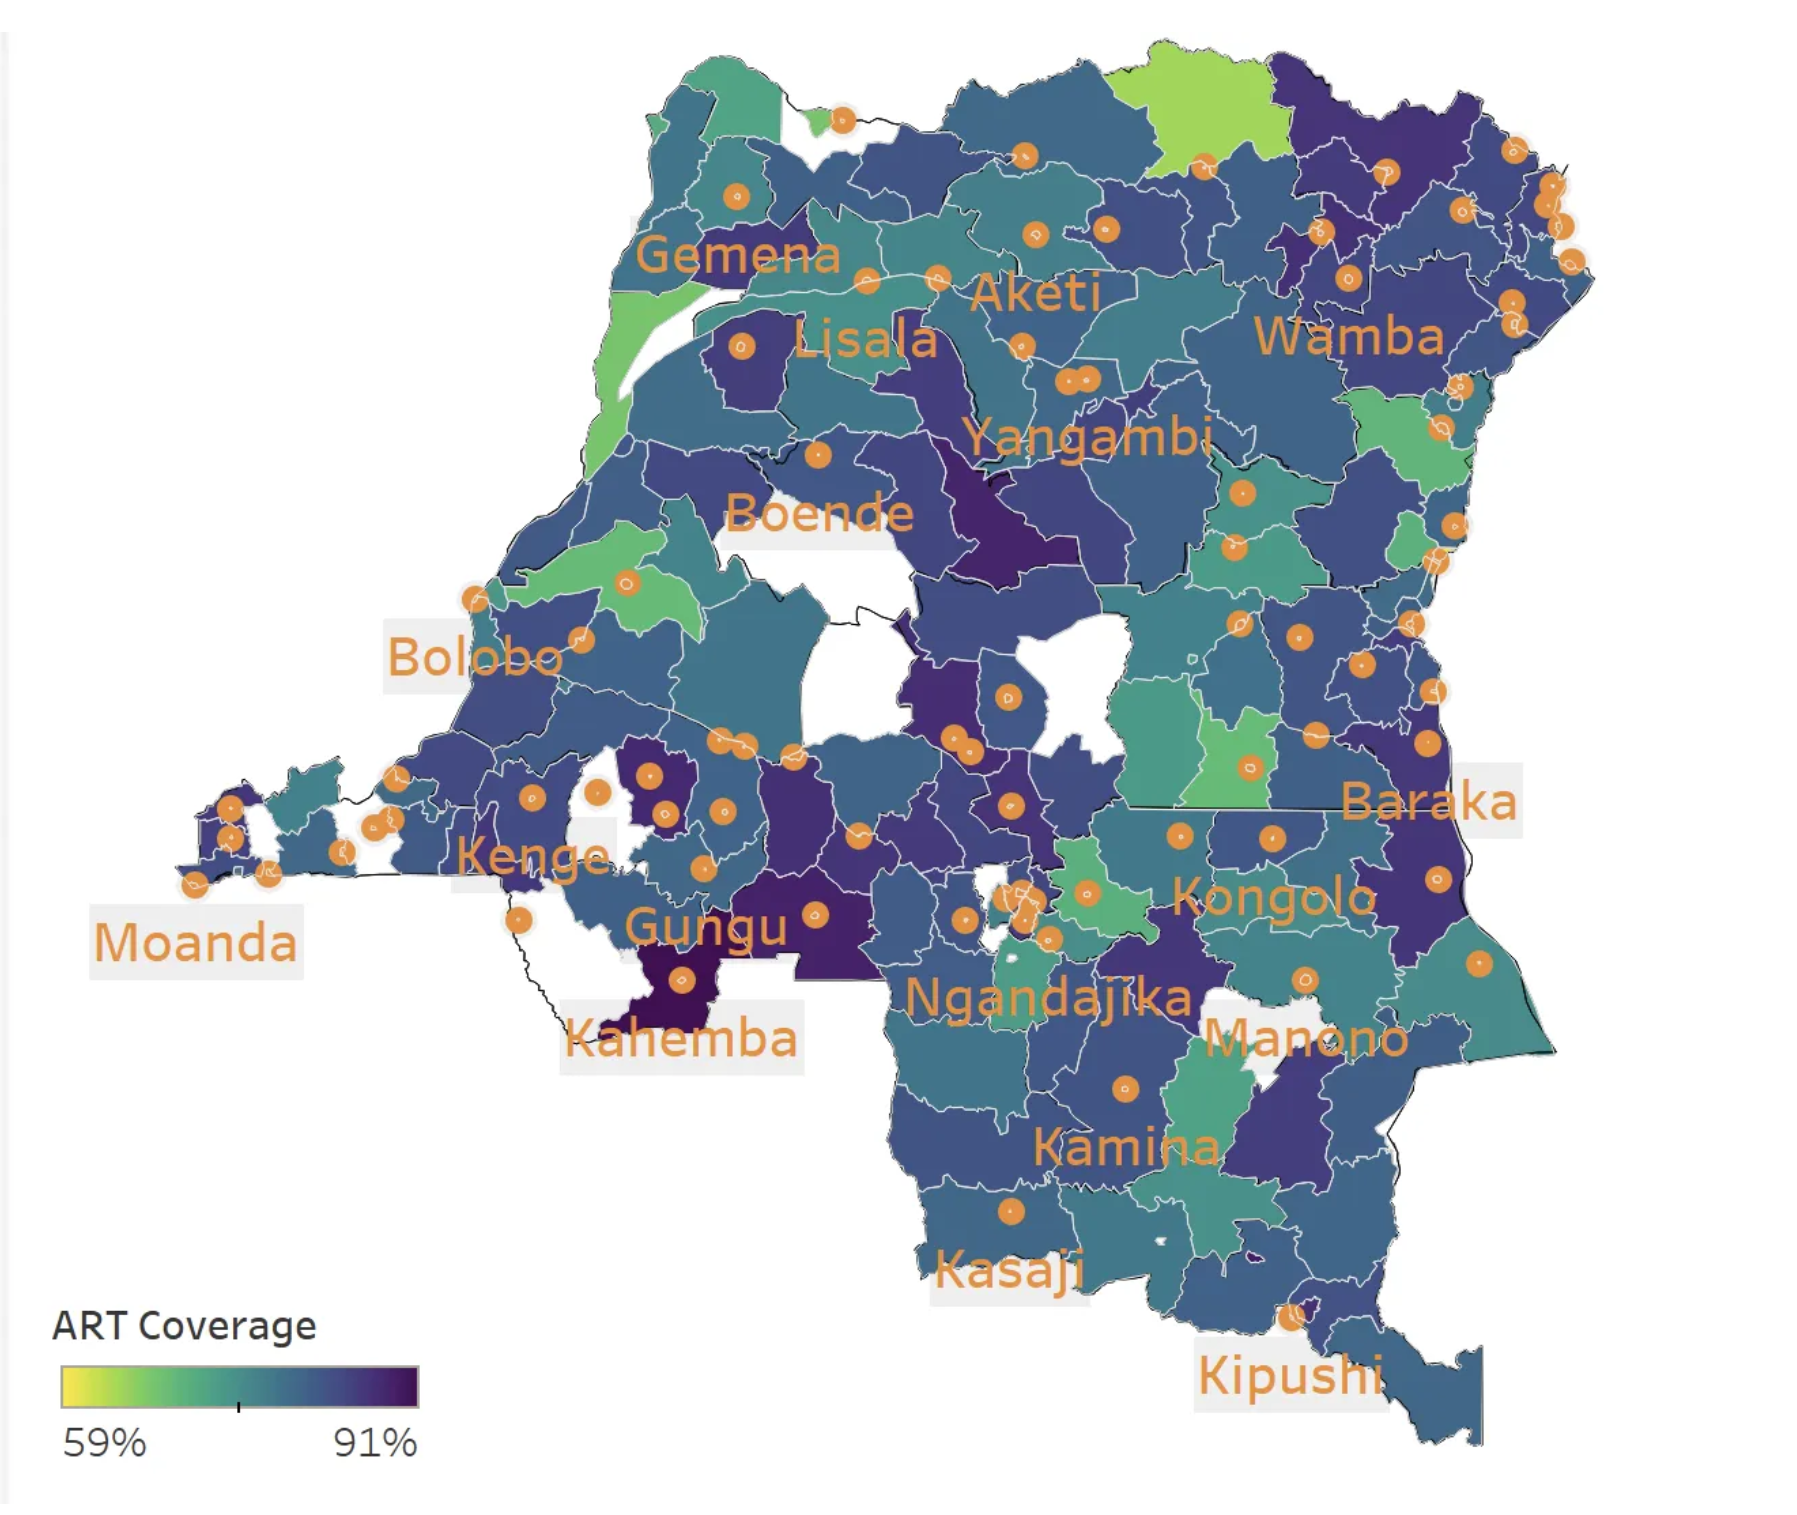 Gemena
Aketi
Lisala
Wamba
Yangambi
Boende
Bolobo
Baraka
Kenge
Kongolo
Gungu
Moanda
Ngandajika
Kahemba
Manono
Kamina
Kasaji
ART Coverage
Kipushi
59%
91%